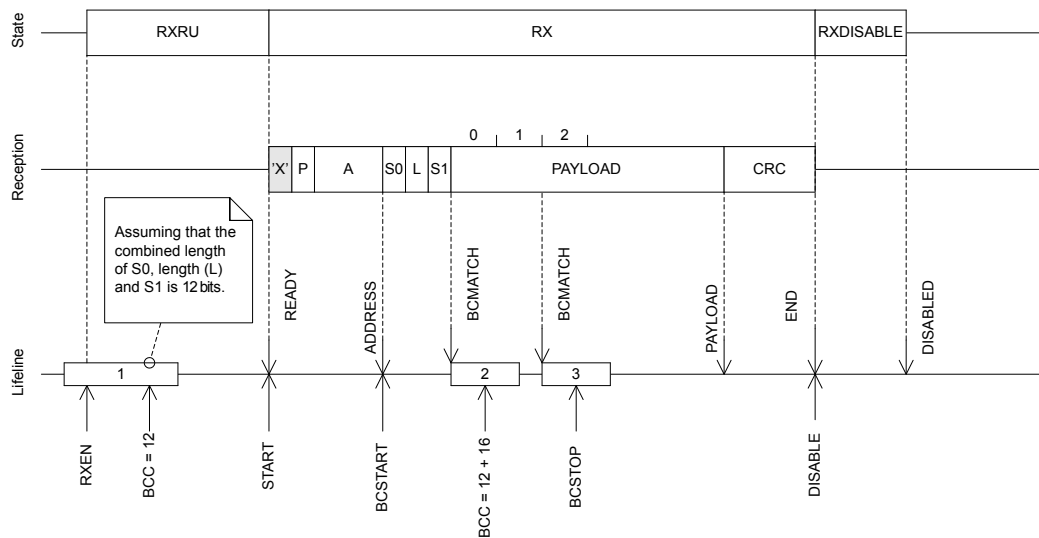 State
RXRU
RX
RXDISABLE
Reception
0
1
2
'X'
P
A
S0
L
S1
PAYLOAD
CRC
Assuming that the
combined length
of S0, length (L)
and S1 is 12 bits.
READY
ADDRESS
BCMATCH
BCMATCH
PAYLOAD
END
DISABLED
Lifeline
1
2
3
RXEN
BCC = 12
START
BCSTART
BCC = 12 + 16
BCSTOP
DISABLE